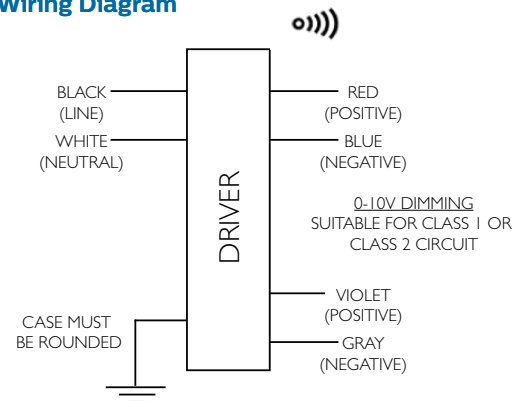 Wiring Diagram
BLACK
(LINE)
WHITE
(NEUTRAL)
CASE MUST
BE ROUNDED
DRIVER
RED
(POSITIVE)
BLUE
(NEGATIVE)
0-10V DIMMING
SUITABLE FOR CLASS 1 OR
CLASS 2 CIRCUIT
VIOLET
(POSITIVE)
GRAY
(NEGATIVE)